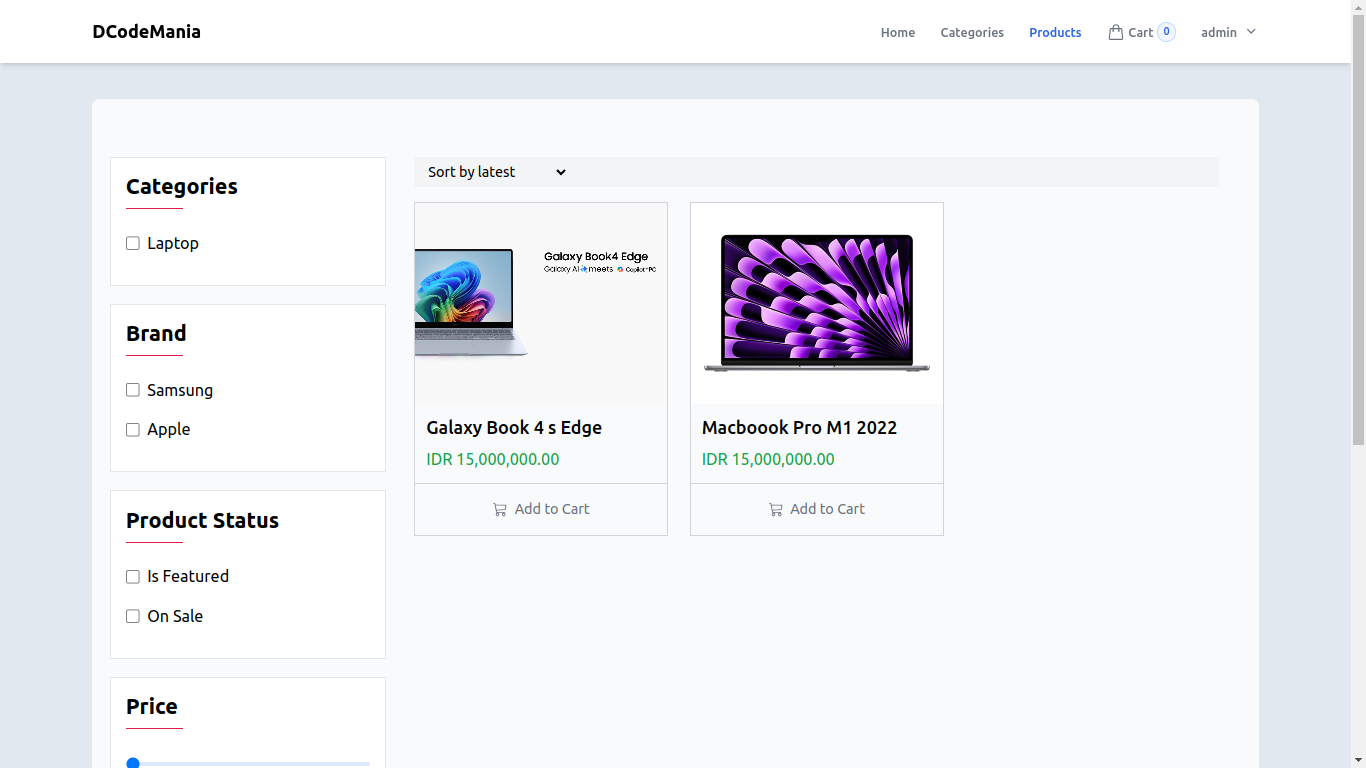 DCodeMania
Home Categories Products Cart 0 admin
Categories
Laptop
Brand
Samsung
Apple
Product Status
Is Featured
On Sale
Price
Sort by latest
Galaxy Book4 Edge
Galaxy AI meets Copilot+PC
Galaxy Book 4 s Edge
IDR 15,000,000.00
Add to Cart
Macboook Pro M1 2022
IDR 15,000,000.00
Add to Cart